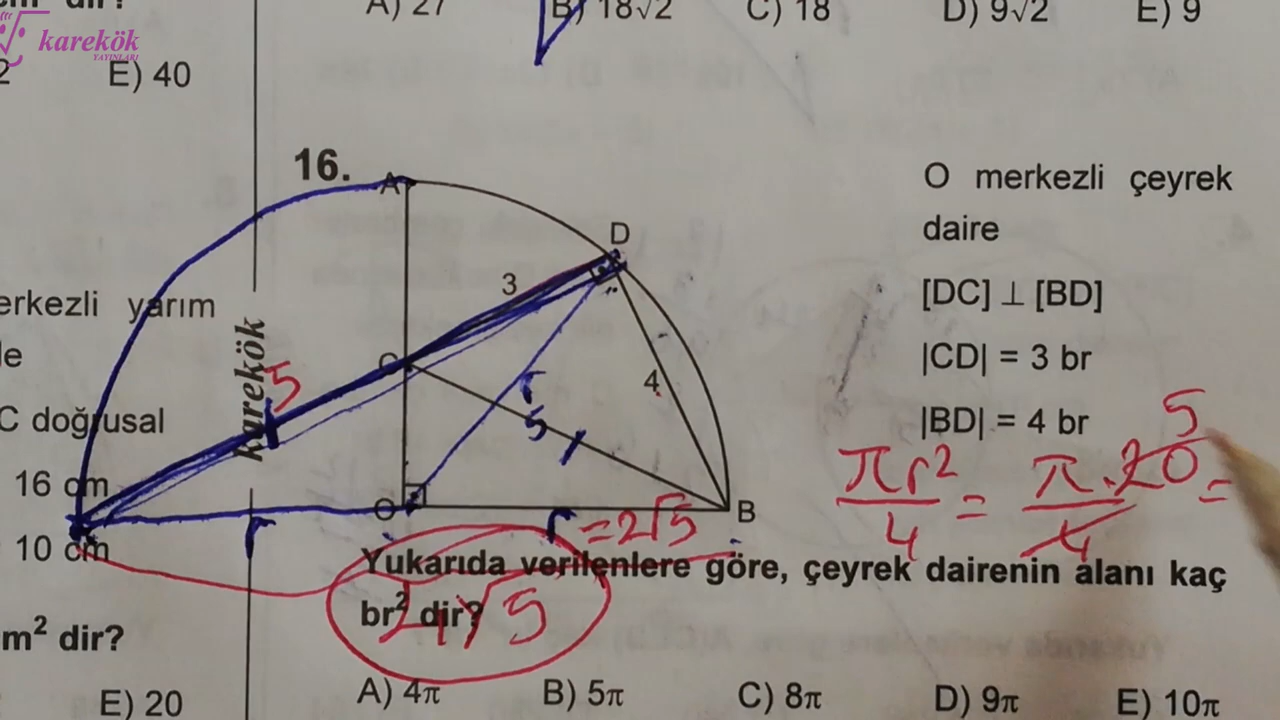 A) 27 B) 18√2 C) 18 D) 9√2 E) 9
karekök
YAYINLARI
E) 40
16.
A
D
3
C
5
r
5
4
O
B
r
r = 2√5
karekök
O merkezli çeyrek
daire
[DC] ⊥ [BD]
|CD| = 3 br
|BD| = 4 br
πr²/4 = π.20/4 =
5
Yukarıda verilenlere göre, çeyrek dairenin alanı kaç
br² dir?
4√5
A) 4π B) 5π C) 8π D) 9π E) 10π
erkezli yarım
C doğrusal
16 cm
10 cm
m² dir?
E) 20